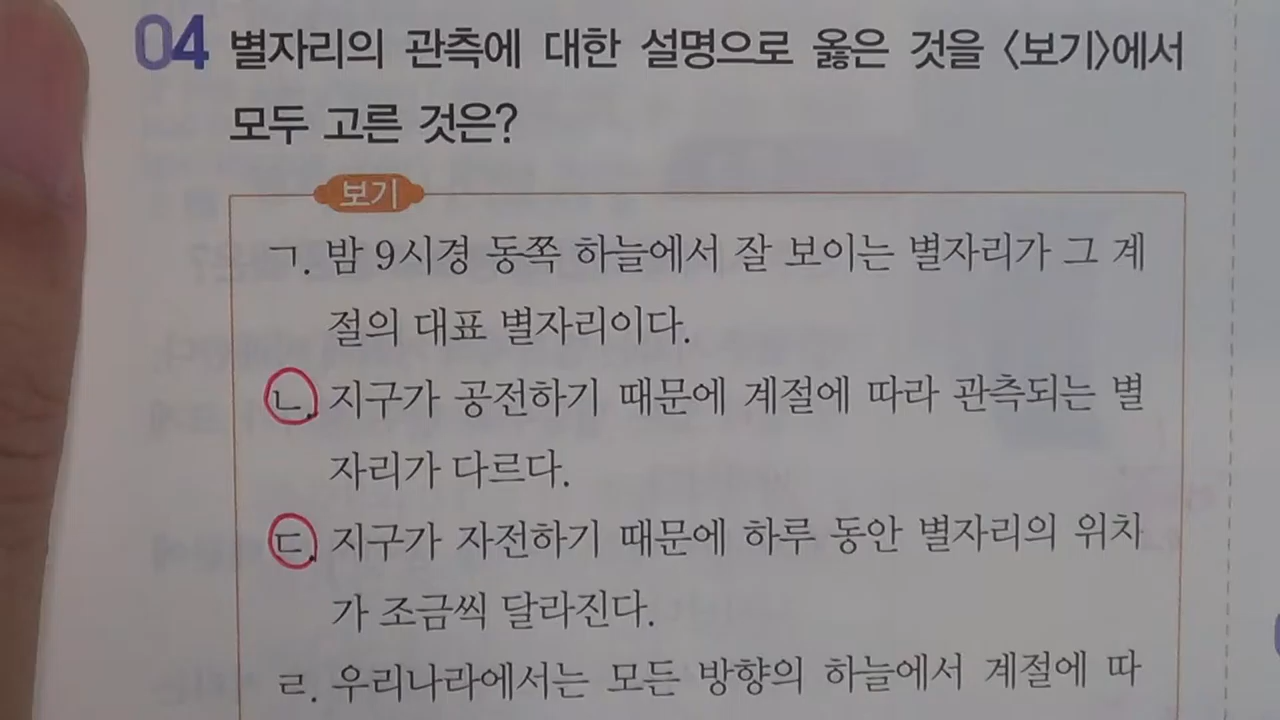 04 별자리의 관측에 대한 설명으로 옳은 것을 <보기>에서
모두 고른 것은?
보기
ㄱ. 밤 9시경 동쪽 하늘에서 잘 보이는 별자리가 그 계
절의 대표 별자리이다.
ㄴ. 지구가 공전하기 때문에 계절에 따라 관측되는 별
자리가 다르다.
ㄷ. 지구가 자전하기 때문에 하루 동안 별자리의 위치
가 조금씩 달라진다.
ㄹ. 우리나라에서는 모든 방향의 하늘에서 계절에 따